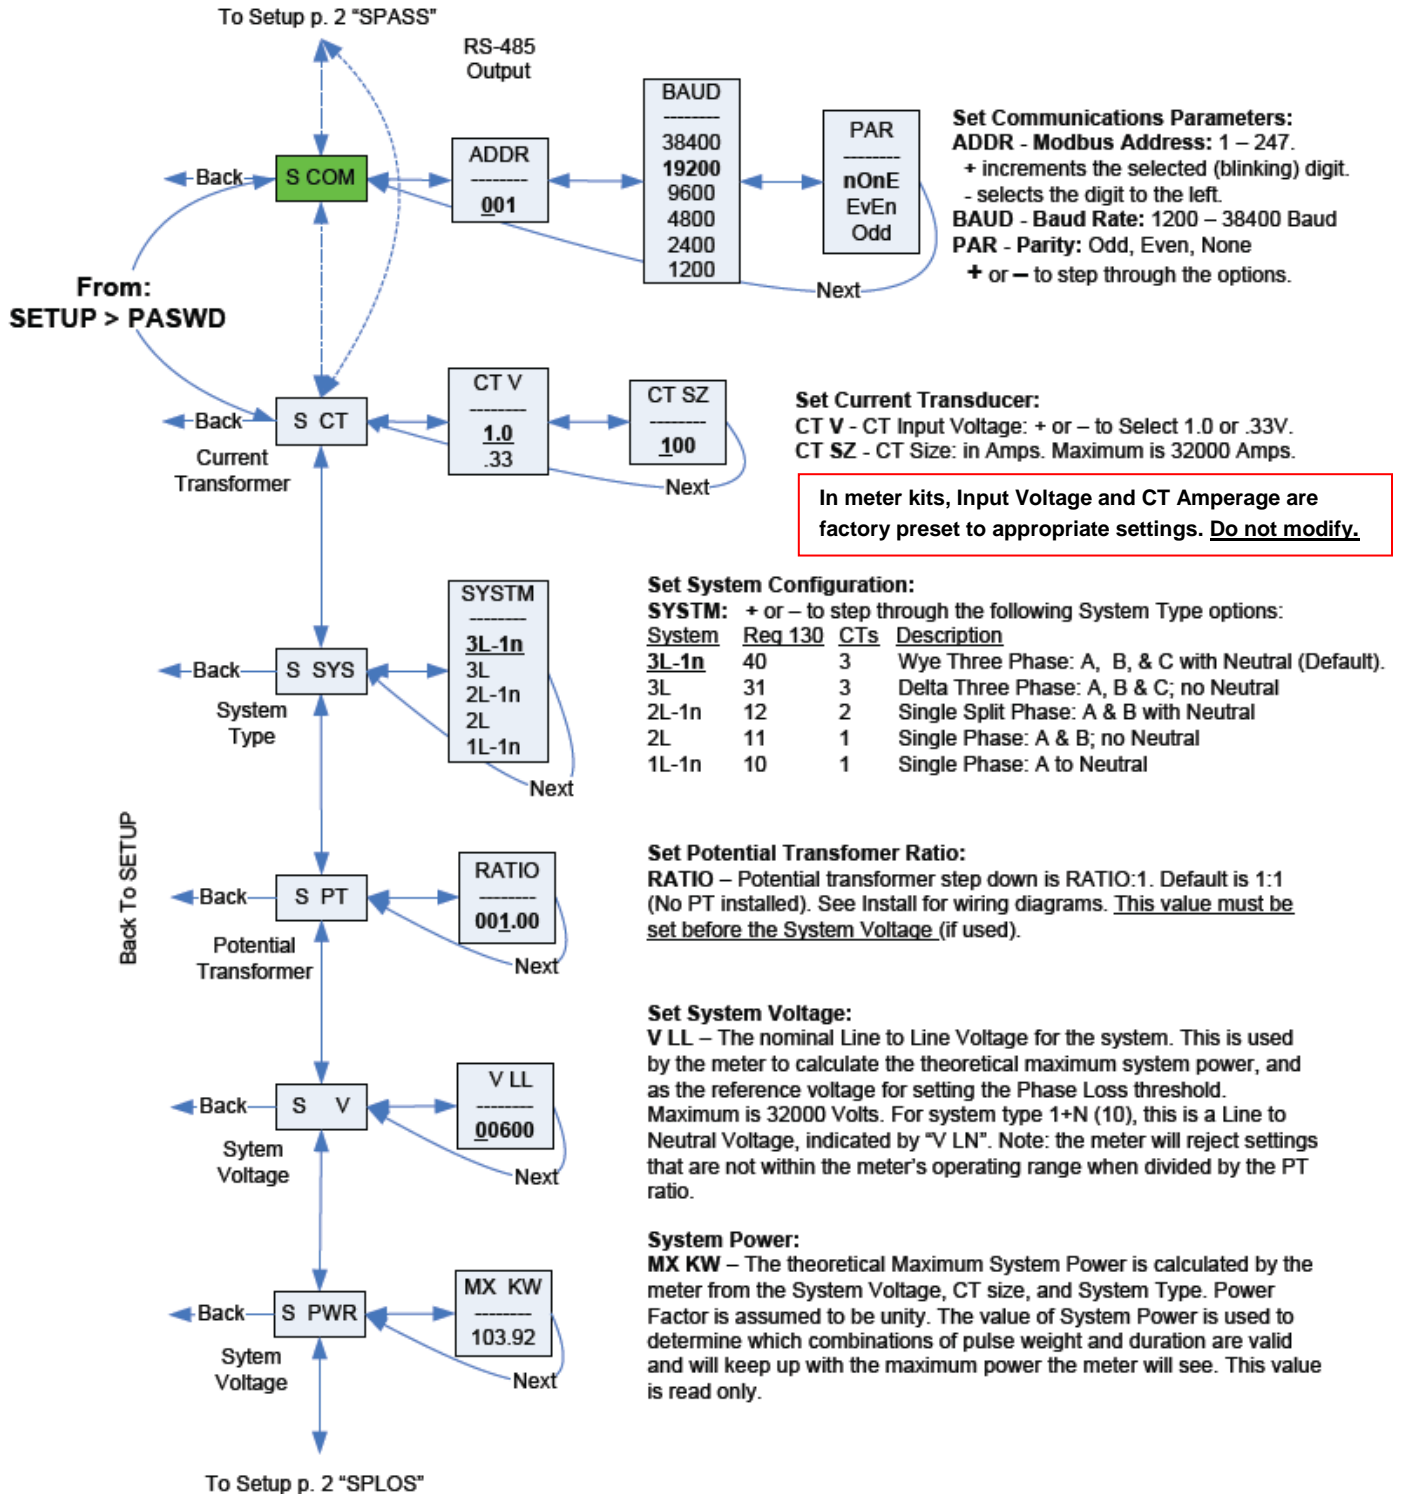 To Setup p. 2 “SPASS”
RS-485
Output
BAUD
--------
38400
19200
9600
4800
2400
1200
PAR
--------
nOnE
EvEn
Odd
ADDR
--------
001
Back
S COM
Next
Set Communications Parameters:
ADDR - Modbus Address: 1 – 247.
+ increments the selected (blinking) digit.
- selects the digit to the left.
BAUD - Baud Rate: 1200 – 38400 Baud
PAR - Parity: Odd, Even, None
+ or – to step through the options.
From:
SETUP > PASWD
Back
S CT
Current
Transformer
CT V
--------
1.0
.33
CT SZ
--------
100
Next
Set Current Transducer:
CT V - CT Input Voltage: + or – to Select 1.0 or .33V.
CT SZ - CT Size: in Amps. Maximum is 32000 Amps.
In meter kits, Input Voltage and CT Amperage are
factory preset to appropriate settings. Do not modify.
Back
S SYS
System
Type
SYSTM
--------
3L-1n
3L
2L-1n
2L
1L-1n
Next
Set System Configuration:
SYSTM: + or – to step through the following System Type options:
System Reg 130 CTs Description
3L-1n 40 3 Wye Three Phase: A, B, & C with Neutral (Default).
3L 31 3 Delta Three Phase: A, B & C; no Neutral
2L-1n 12 2 Single Split Phase: A & B with Neutral
2L 11 1 Single Phase: A & B; no Neutral
1L-1n 10 1 Single Phase: A to Neutral
Back To SETUP
Back
S PT
Potential
Transformer
RATIO
--------
001.00
Next
Set Potential Transfomer Ratio:
RATIO – Potential transformer step down is RATIO:1. Default is 1:1
(No PT installed). See Install for wiring diagrams. This value must be
set before the System Voltage (if used).
Back
S V
Sytem
Voltage
V LL
--------
00600
Next
Set System Voltage:
V LL – The nominal Line to Line Voltage for the system. This is used
by the meter to calculate the theoretical maximum system power, and
as the reference voltage for setting the Phase Loss threshold.
Maximum is 32000 Volts. For system type 1+N (10), this is a Line to
Neutral Voltage, indicated by “V LN”. Note: the meter will reject settings
that are not within the meter’s operating range when divided by the PT
ratio.
Back
S PWR
Sytem
Voltage
MX KW
--------
103.92
Next
System Power:
MX KW – The theoretical Maximum System Power is calculated by the
meter from the System Voltage, CT size, and System Type. Power
Factor is assumed to be unity. The value of System Power is used to
determine which combinations of pulse weight and duration are valid
and will keep up with the maximum power the meter will see. This value
is read only.
To Setup p. 2 “SPLOS”